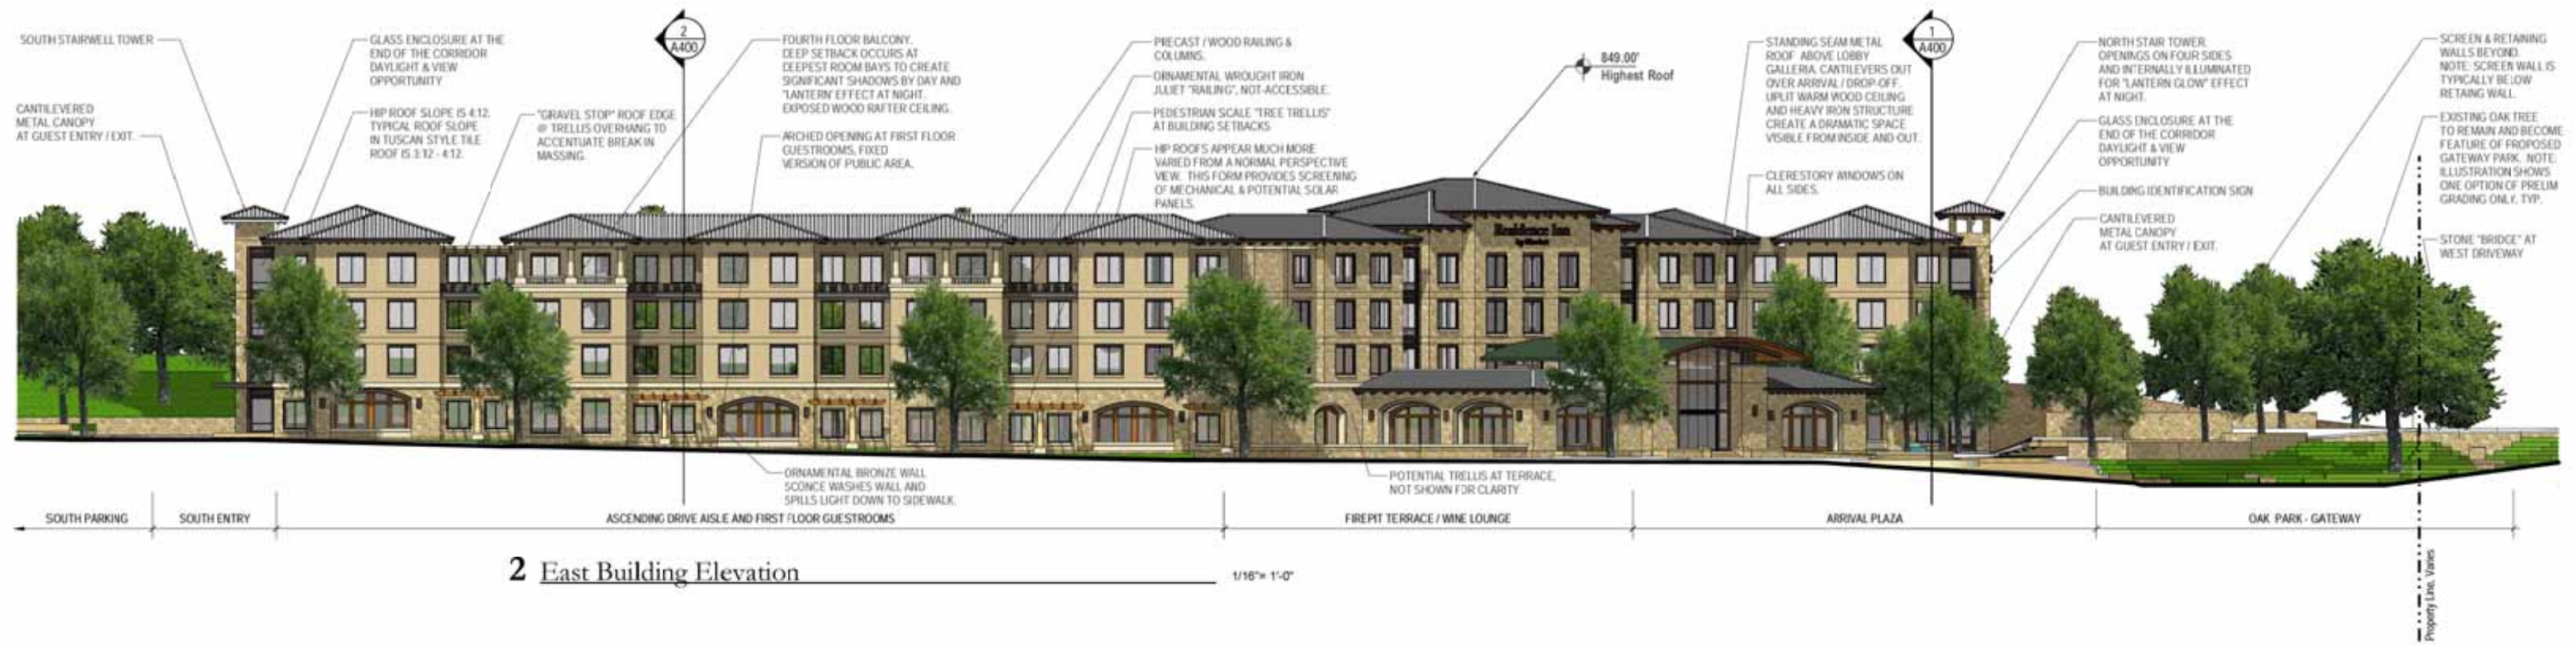 SOUTH STAIRWELL TOWER
CANTILEVERED
METAL CANOPY
AT GUEST ENTRY / EXIT.
GLASS ENCLOSURE AT THE
END OF THE CORRIDOR
DAYLIGHT & VIEW
OPPORTUNITY
HIP ROOF SLOPE IS 4:12.
TYPICAL ROOF SLOPE
IN TUSCAN STYLE TILE
ROOF IS 3:12 - 4:12.
"GRAVEL STOP" ROOF EDGE
@ TRELLIS OVERHANG TO
ACCENTUATE BREAK IN
MASSING.
2
A400
FOURTH FLOOR BALCONY.
DEEP SETBACK OCCURS AT
DEEPEST ROOM BAYS TO CREATE
SIGNIFICANT SHADOWS BY DAY AND
"LANTERN" EFFECT AT NIGHT.
EXPOSED WOOD RAFTER CEILING.
ARCHED OPENING AT FIRST FLOOR
GUESTROOMS, FIXED
VERSION OF PUBLIC AREA.
PRECAST / WOOD RAILING &
COLUMNS.
ORNAMENTAL WROUGHT IRON
JULIET "RAILING", NOT-ACCESSIBLE.
PEDESTRIAN SCALE "TREE TRELLIS"
AT BUILDING SETBACKS
HIP ROOFS APPEAR MUCH MORE
VARIED FROM A NORMAL PERSPECTIVE
VIEW. THIS FORM PROVIDES SCREENING
OF MECHANICAL & POTENTIAL SOLAR
PANELS.
849.00'
Highest Roof
STANDING SEAM METAL
ROOF ABOVE LOBBY
GALLERIA. CANTILEVERS OUT
OVER ARRIVAL / DROP-OFF.
UPLIT WARM WOOD CEILING
AND HEAVY IRON STRUCTURE
CREATE A DRAMATIC SPACE
VISIBLE FROM INSIDE AND OUT.
CLERESTORY WINDOWS ON
ALL SIDES.
1
A400
NORTH STAIR TOWER.
OPENINGS ON FOUR SIDES
AND INTERNALLY ILLUMINATED
FOR "LANTERN GLOW" EFFECT
AT NIGHT.
GLASS ENCLOSURE AT THE
END OF THE CORRIDOR
DAYLIGHT & VIEW
OPPORTUNITY
BUILDING IDENTIFICATION SIGN
CANTILEVERED
METAL CANOPY
AT GUEST ENTRY / EXIT.
SCREEN & RETAINING
WALLS BEYOND.
NOTE: SCREEN WALL IS
TYPICALLY BELOW
RETAING WALL.
EXISTING OAK TREE
TO REMAIN AND BECOME
FEATURE OF PROPOSED
GATEWAY PARK. NOTE:
ILLUSTRATION SHOWS
ONE OPTION OF PRELIM
GRADING ONLY, TYP.
STONE "BRIDGE" AT
WEST DRIVEWAY
Residence Inn
ORNAMENTAL BRONZE WALL
SCONCE WASHES WALL AND
SPILLS LIGHT DOWN TO SIDEWALK.
POTENTIAL TRELLIS AT TERRACE,
NOT SHOWN FOR CLARITY
SOUTH PARKING
SOUTH ENTRY
ASCENDING DRIVE AISLE AND FIRST FLOOR GUESTROOMS
FIREPIT TERRACE / WINE LOUNGE
ARRIVAL PLAZA
OAK PARK - GATEWAY
2 East Building Elevation
1/16"= 1'-0"
Property Line, Varies